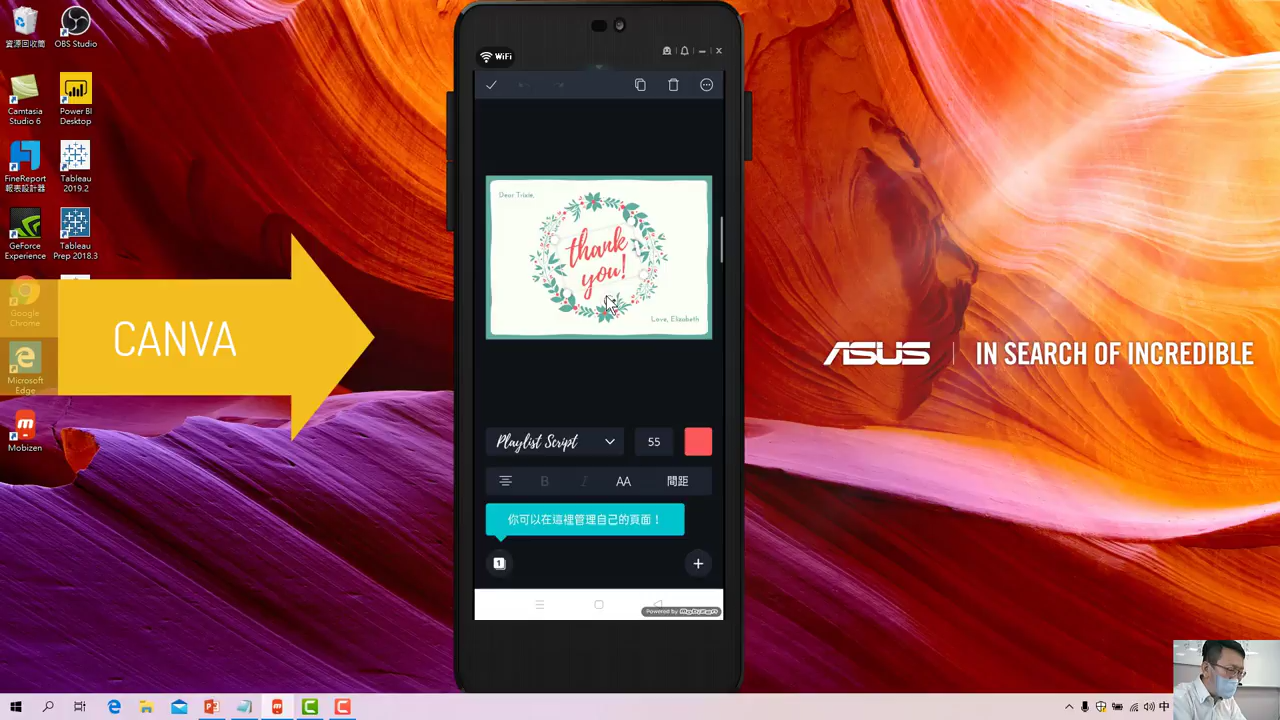 資源回收筒
OBS Studio
Camtasia
Studio 6
Power BI
Desktop
FineReport
報表設計器
Tableau
2019.2
GeForce
Experience
Tableau
Prep 2018.3
Google
Chrome
Microsoft
Edge
Mobizen
CANVA
WiFi
Dear Trixie,
thank
you!
Love, Elizabeth
Playlist Script
55
B
I
AA
間距
你可以在這裡管理自己的頁面！
1
Powered by Mobizen
ASUS
IN SEARCH OF INCREDIBLE
中